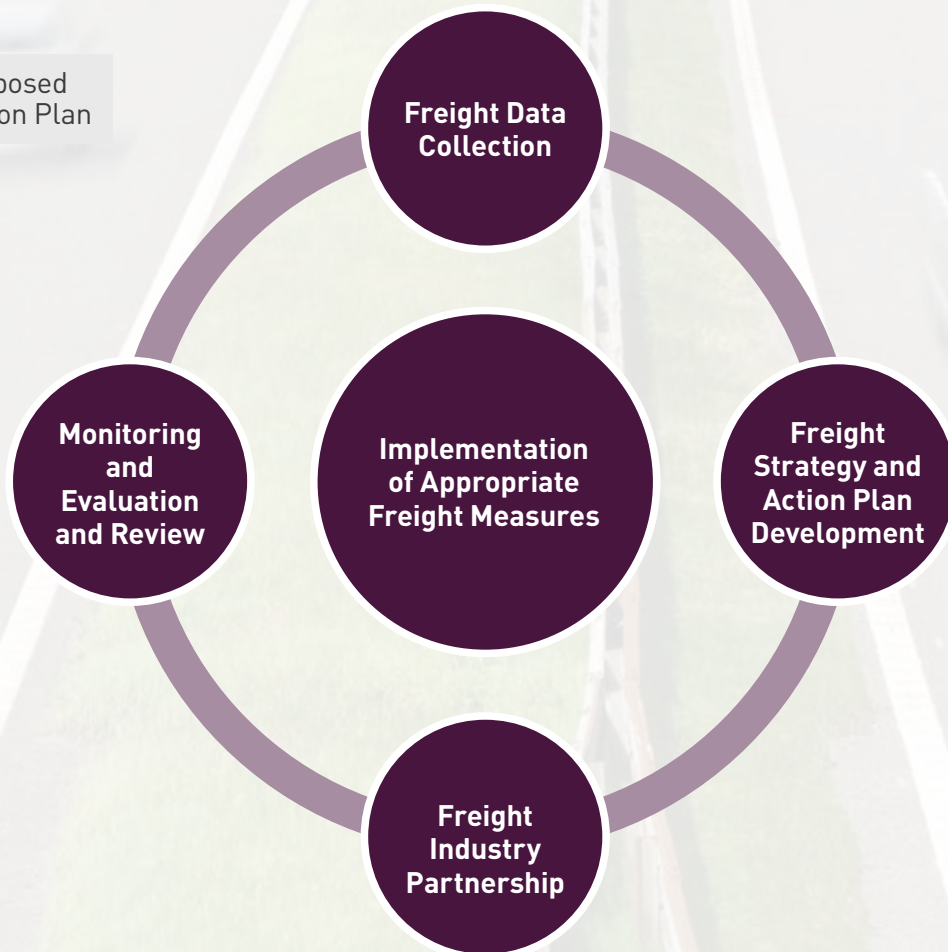 on Plan
Freight Data
Collection
Monitoring
and
Evaluation
and Review
Implementation
of Appropriate
Freight Measures
Freight
Strategy and
Action Plan
Development
Freight
Industry
Partnership